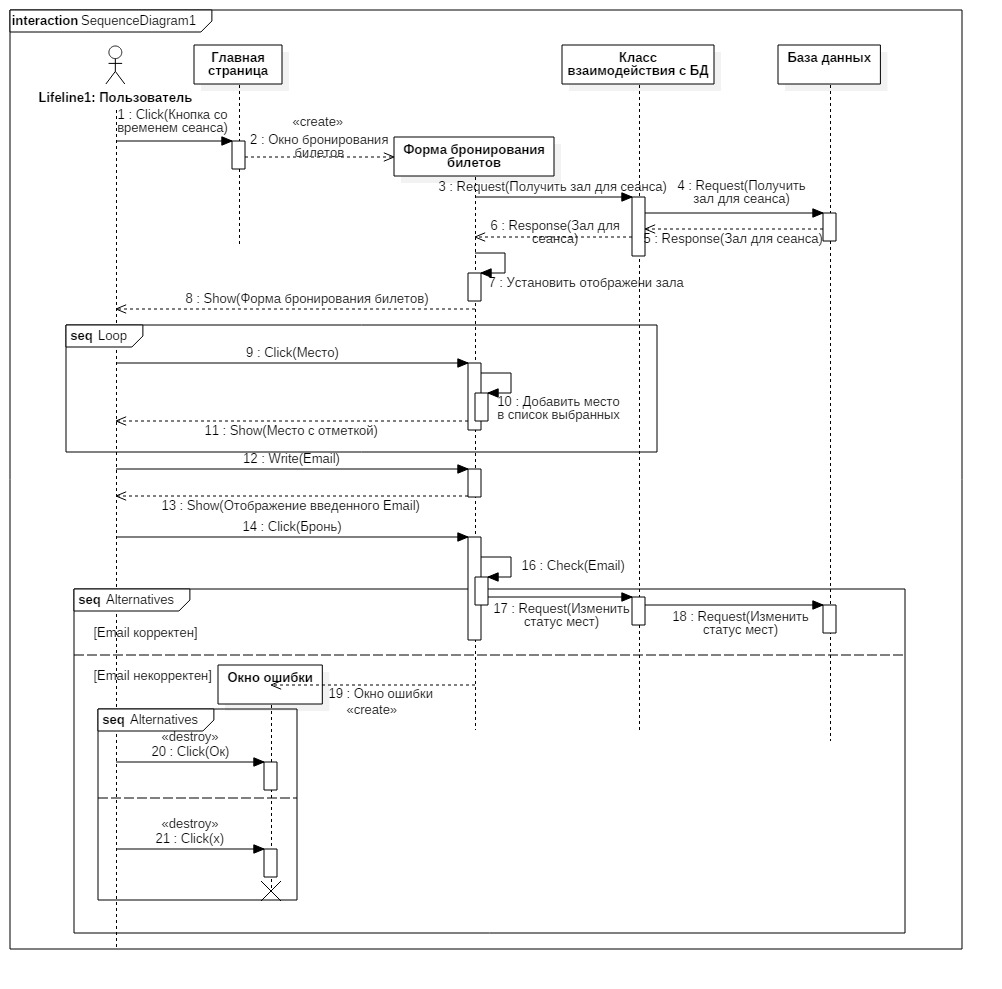 interaction SequenceDiagram1
Главная
страница
Класс
взаимодействия с БД
База данных
Lifeline1: Пользователь
1 : Click(Кнопка со
временем сеанса)
«create»
2 : Окно бронирования
билетов
Форма бронирования
билетов
3 : Request(Получить зал для сеанса)
4 : Request(Получить
зал для сеанса)
5 : Response(Зал для сеанса)
6 : Response(Зал для
сеанса)
7 : Установить отображени зала
8 : Show(Форма бронирования билетов)
seq Loop
9 : Click(Место)
10 : Добавить место
в список выбранных
11 : Show(Место с отметкой)
12 : Write(Email)
13 : Show(Отображение введенного Email)
14 : Click(Бронь)
16 : Check(Email)
seq Alternatives
17 : Request(Изменить
статус мест)
18 : Request(Изменить
статус мест)
[Email корректен]
[Email некорректен]
Окно ошибки
19 : Окно ошибки
«create»
seq Alternatives
«destroy»
20 : Click(Ок)
«destroy»
21 : Click(x)